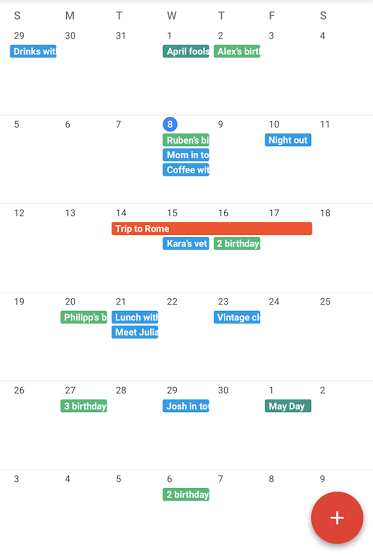 S M T W T F S
29 30 31 1 2 3 4
Drinks wit April fools Alex's birt
5 6 7 8 9 10 11
Ruben's bi Night out
Mom in to
Coffee wit
12 13 14 15 16 17 18
Trip to Rome
Kara's vet 2 birthday
19 20 21 22 23 24 25
Philipp's b Lunch with Vintage cl
Meet Julia
26 27 28 29 30 1 2
3 birthday Josh in to May Day
3 4 5 6 7 8 9
2 birthday
+